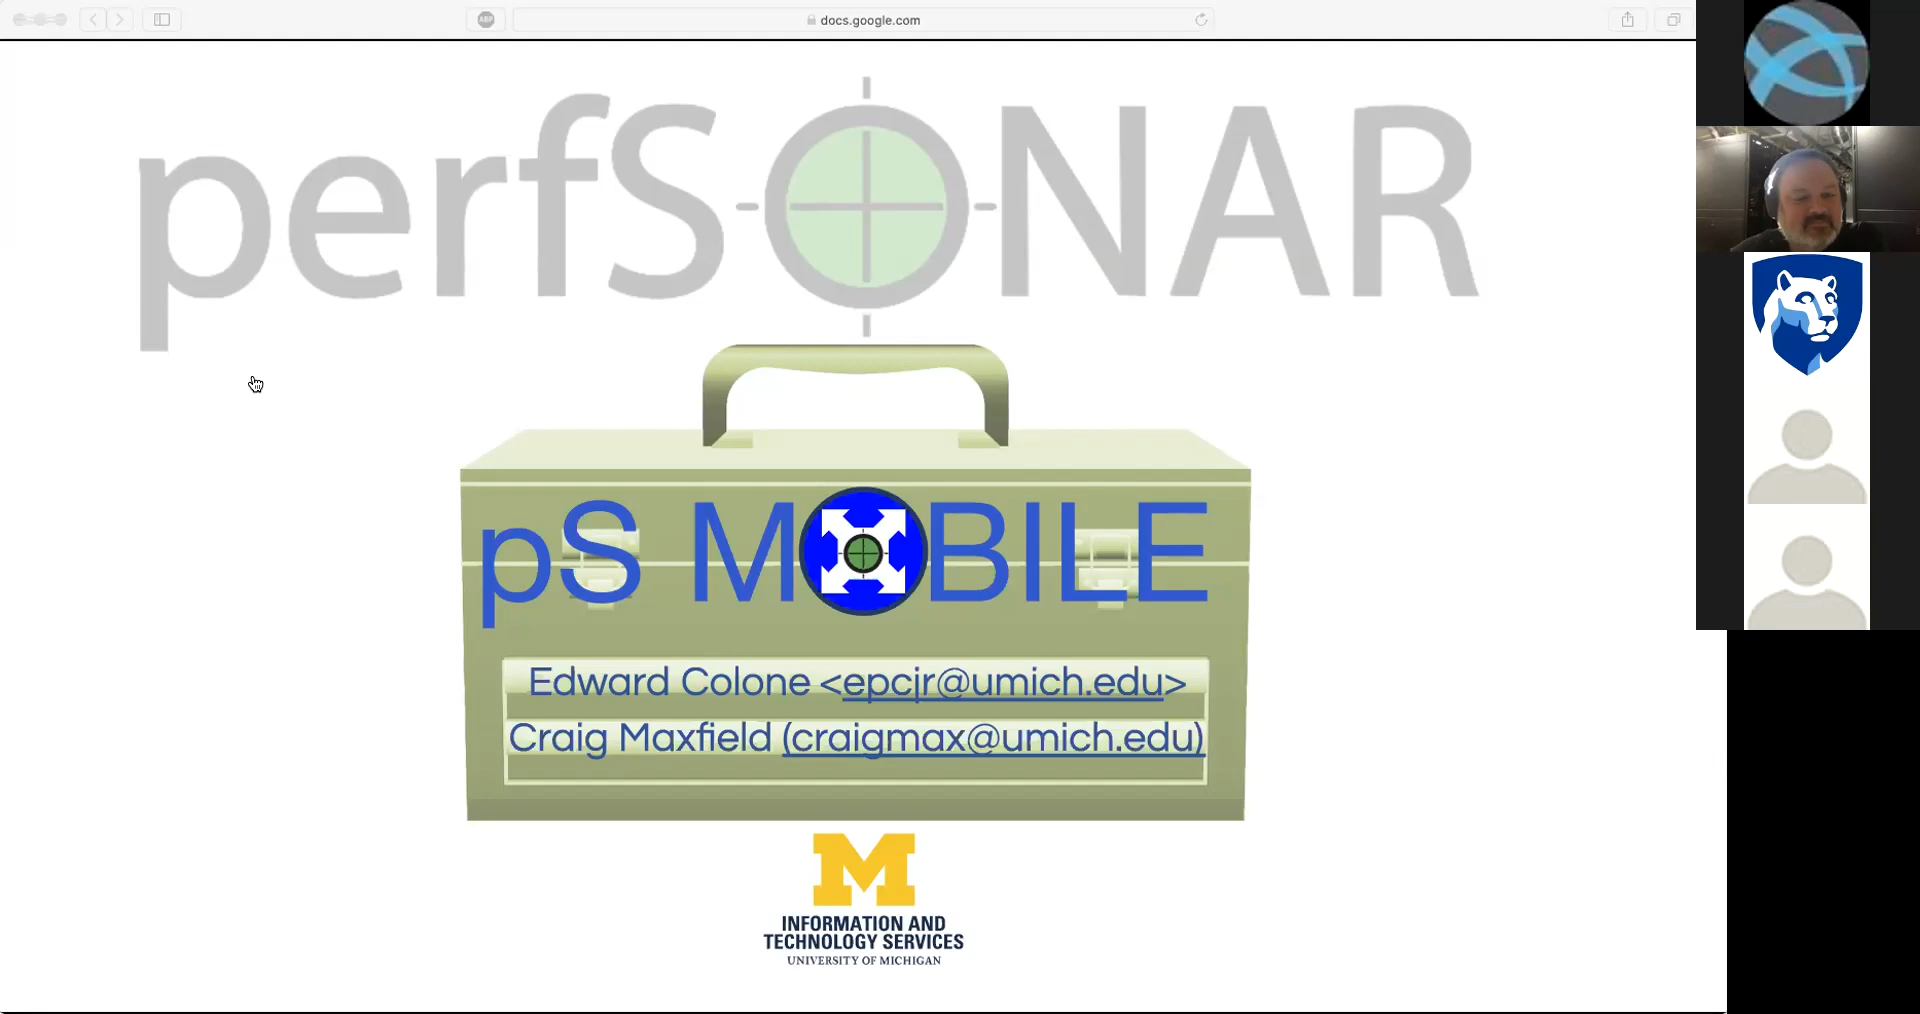 ABP
docs.google.com
perfSONAR
pS MOBILE
Edward Colone <epcjr@umich.edu>
Craig Maxfield (craigmax@umich.edu)
M
INFORMATION AND
TECHNOLOGY SERVICES
UNIVERSITY OF MICHIGAN